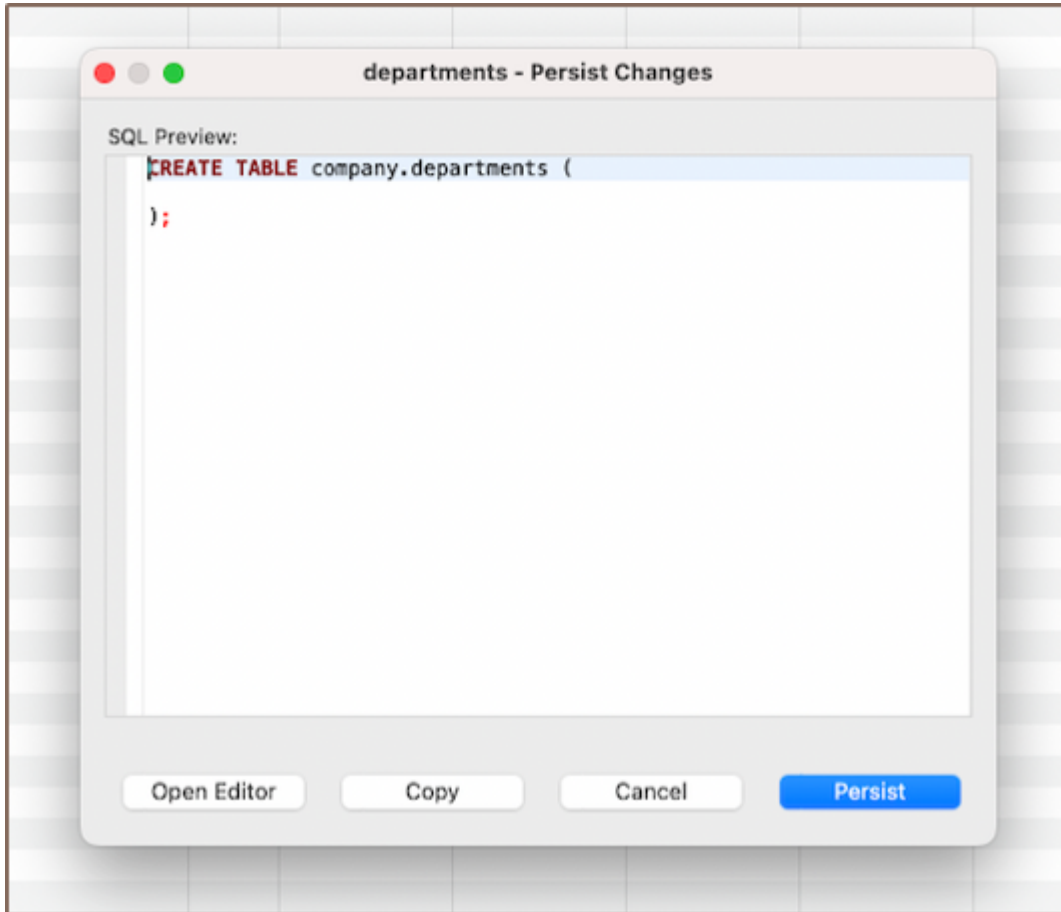 departments - Persist Changes
SQL Preview:
CREATE TABLE company.departments (
);
Open Editor
Copy
Cancel
Persist